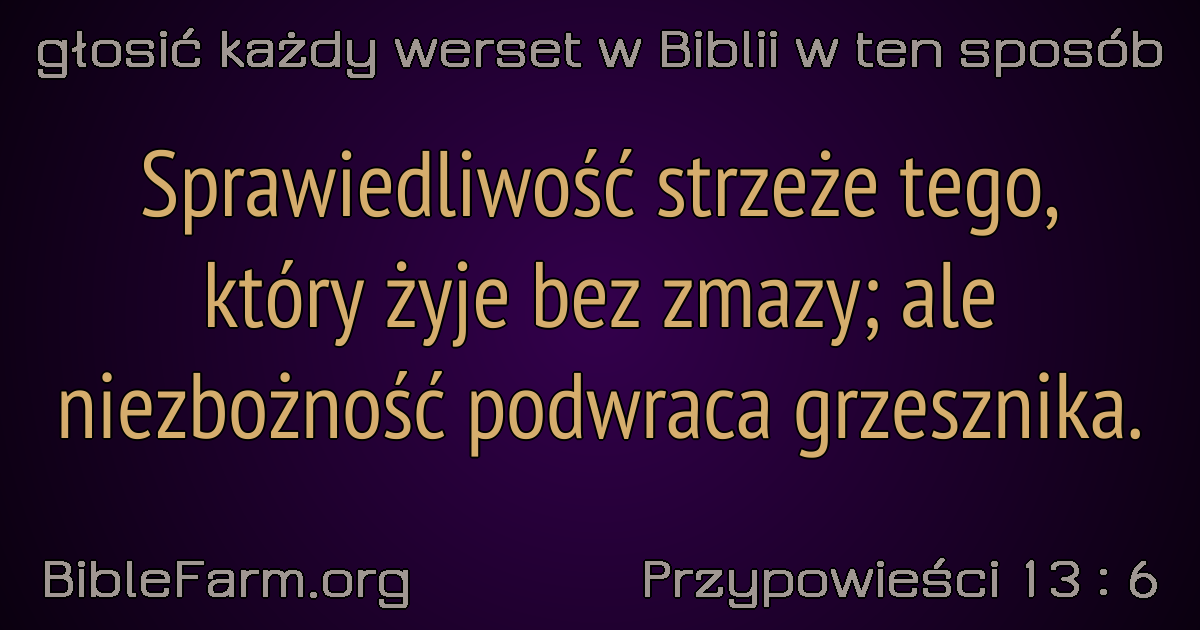 głosić każdy werset w Biblii w ten sposób
Sprawiedliwość strzeże tego,
który żyje bez zmazy; ale
niezbożność podwraca grzesznika.
BibleFarm.org
Przypowieści 13 : 6